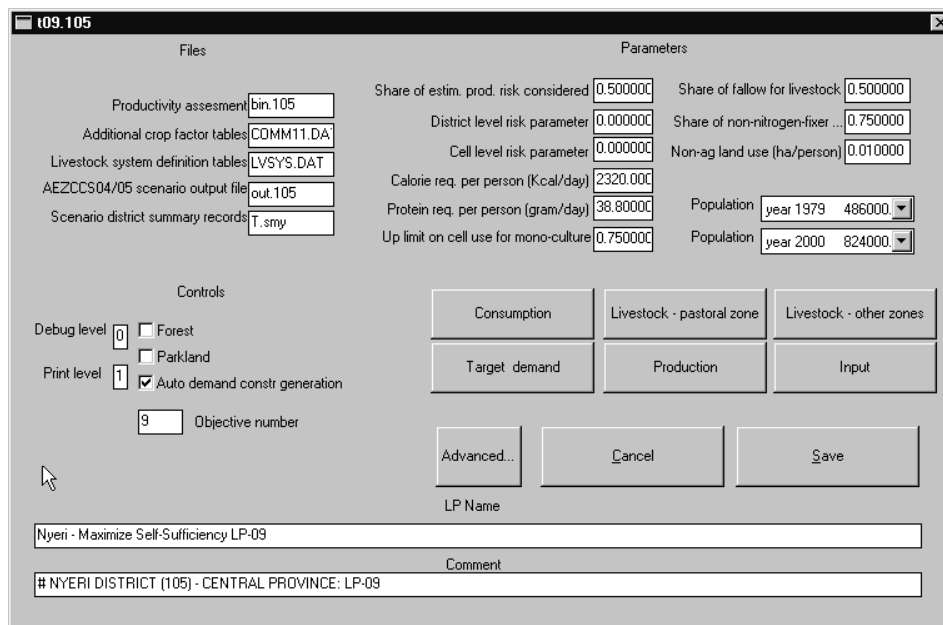 t09.105
Files
Productivity assesment bin.105
Additional crop factor tables COMM11.DA
Livestock system definition tables LVSYS.DAT
AEZCCS04/05 scenario output file out.105
Scenario district summary records T.smy
Parameters
Share of estim. prod. risk considered 0.500000
District level risk parameter 0.000000
Cell level risk parameter 0.000000
Calorie req. per person (Kcal/day) 2320.000
Protein req. per person (gram/day) 38.80000
Up limit on cell use for mono-culture 0.750000
Share of fallow for livestock 0.500000
Share of non-nitrogen-fixer ... 0.750000
Non-ag land use (ha/person) 0.010000
Population year 1979 486000.
Population year 2000 824000.
Controls
Debug level 0 Forest
Parkland
Print level 1 Auto demand constr generation
9 Objective number
Consumption Livestock - pastoral zone Livestock - other zones
Target demand Production Input
Advanced... Cancel Save
LP Name
Nyeri - Maximize Self-Sufficiency LP-09
Comment
# NYERI DISTRICT (105) - CENTRAL PROVINCE: LP-09